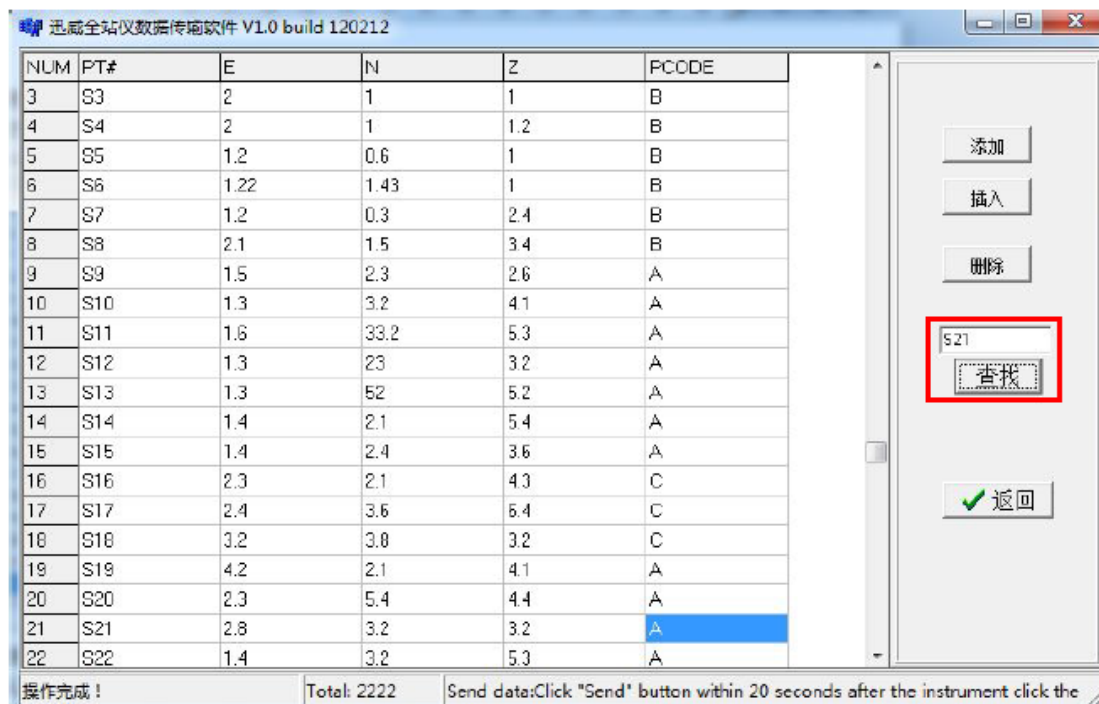 迅威全站仪数据传输软件 V1.0 build 120212
NUM PT# E N Z PCODE
3 S3 2 1 1 B
4 S4 2 1 1.2 B
5 S5 1.2 0.6 1 B
6 S6 1.22 1.43 1 B
7 S7 1.2 0.3 2.4 B
8 S8 2.1 1.5 3.4 B
9 S9 1.5 2.3 2.6 A
10 S10 1.3 3.2 4.1 A
11 S11 1.6 33.2 5.3 A
12 S12 1.3 23 3.2 A
13 S13 1.3 52 5.2 A
14 S14 1.4 2.1 5.4 A
15 S15 1.4 2.4 3.6 A
16 S16 2.3 2.1 4.3 C
17 S17 2.4 3.6 6.4 C
18 S18 3.2 3.8 3.2 C
19 S19 4.2 2.1 4.1 A
20 S20 2.3 5.4 4.4 A
21 S21 2.8 3.2 3.2 A
22 S22 1.4 3.2 5.3 A
添加
插入
删除
S21
查找
返回
操作完成！ Total: 2222 Send data:Click "Send" button within 20 seconds after the instrument click the